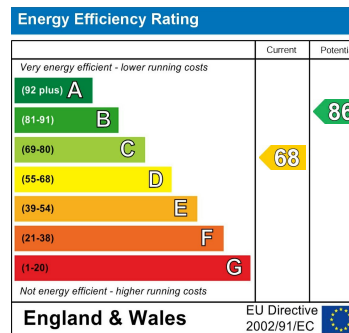 Energy Efficiency Rating
Current
Potenti
Very energy efficient - lower running costs
(92 plus) A
(81-91) B
86
(69-80) C
68
(55-68) D
(39-54) E
(21-38) F
(1-20) G
Not energy efficient - higher running costs
England & Wales
EU Directive
2002/91/EC